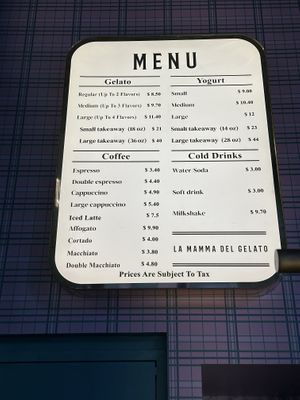 MENU
Gelato
Regular (Up To 2 Flavors) $ 8.50
Medium (Up To 3 Flavors) $ 9.70
Large (Up To 4 Flavors) $ 11.40
Small takeaway (18 oz) $ 21
Large takeaway (36 oz) $ 40
Yogurt
Small $ 9.00
Medium $ 10.40
Large $ 12
Small takeaway (14 oz) $ 23
Large takeaway (28 oz) $ 44
Coffee
Espresso $ 3.40
Double espresso $ 4.40
Cappuccino $ 4.90
Large cappuccino $ 5.40
Iced Latte $ 7.5
Affogato $ 9.90
Cortado $ 4.00
Macchiato $ 3.80
Double Macchiato $ 4.80
Cold Drinks
Water Soda $ 3.00
Soft drink $ 3.00
Milkshake $ 9.70
LA MAMMA DEL GELATO
Prices Are Subject To Tax